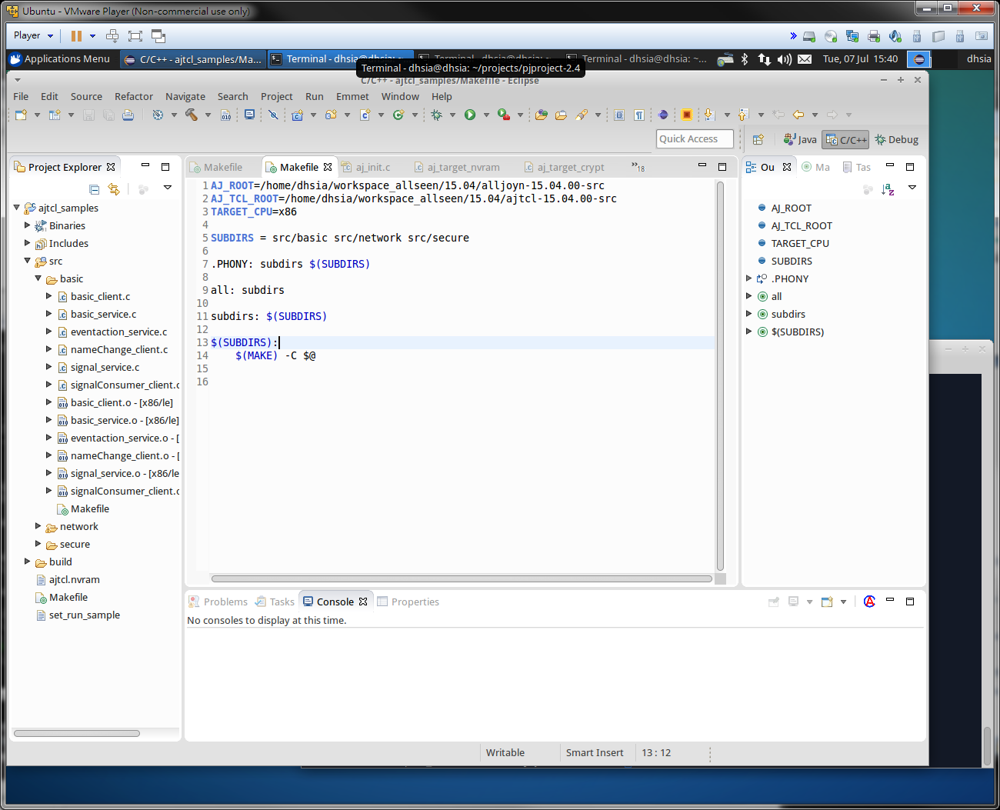 Ubuntu - VMware Player (Non-commercial use only)
Player
Applications Menu
C/C++ - ajtcl_samples/Ma...
Terminal - dhsia@dhsia: ~...
Terminal - dhsia@dhsia: ~...
Terminal - dhsia@dhsia: ~...
Tue, 07 Jul 15:40
dhsia
Terminal - dhsia@dhsia: ~/projects/pjproject-2.4
C/C++ - ajtcl_samples/Makefile - Eclipse
File Edit Source Refactor Navigate Search Project Run Emmet Window Help
Quick Access
Java
C/C++
Debug
Project Explorer
ajtcl_samples
Binaries
Includes
src
basic
basic_client.c
basic_service.c
eventaction_service.c
nameChange_client.c
signal_service.c
signalConsumer_client.c
basic_client.o - [x86/le]
basic_service.o - [x86/le]
eventaction_service.o - [
nameChange_client.o - [
signal_service.o - [x86/le
signalConsumer_client.o
Makefile
network
secure
build
ajtcl.nvram
Makefile
set_run_sample
Makefile
Makefile
aj_init.c
aj_target_nvram
aj_target_crypt
»18
1 AJ_ROOT=/home/dhsia/workspace_allseen/15.04/alljoyn-15.04.00-src
2 AJ_TCL_ROOT=/home/dhsia/workspace_allseen/15.04/ajtcl-15.04.00-src
3 TARGET_CPU=x86
4
5 SUBDIRS = src/basic src/network src/secure
6
7 .PHONY: subdirs $(SUBDIRS)
8
9 all: subdirs
10
11 subdirs: $(SUBDIRS)
12
13 $(SUBDIRS):
14 $(MAKE) -C $@
15
16
Ou
Ma
Tas
AJ_ROOT
AJ_TCL_ROOT
TARGET_CPU
SUBDIRS
.PHONY
all
subdirs
$(SUBDIRS)
Problems
Tasks
Console
Properties
No consoles to display at this time.
Writable
Smart Insert
13 : 12